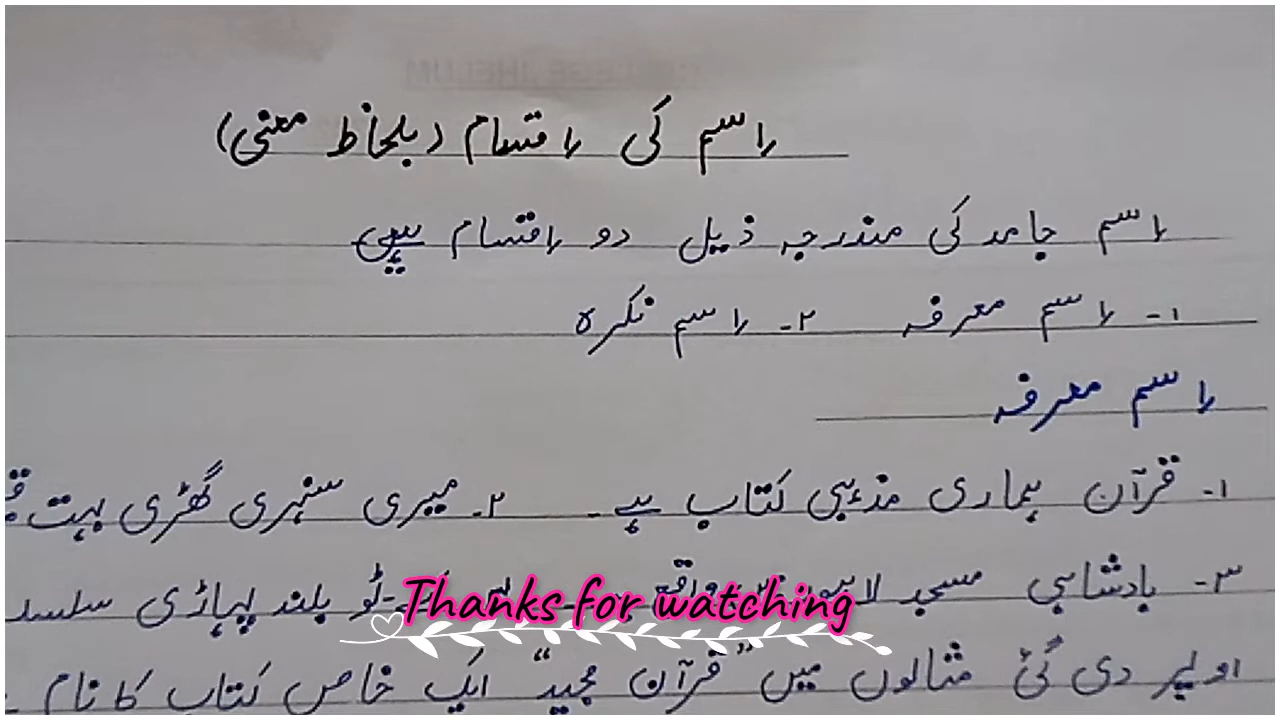 اسم کی اقسام (بلحاظ معنی)
اسم جامد کی مندرجہ ذیل دو اقسام ہیں
۱- اسم معرفہ ۲- اسم نکرہ
اسم معرفہ
۱- قرآن ہماری مذہبی کتاب ہے - ۲- میری سنہری گھڑی بہت
۳- بادشاہی مسجد ٹو بلند پہاڑی
Thanks for watching
اوپر دی گئی مثالوں میں "قرآن مجید" ایک خاص کتاب کا نام